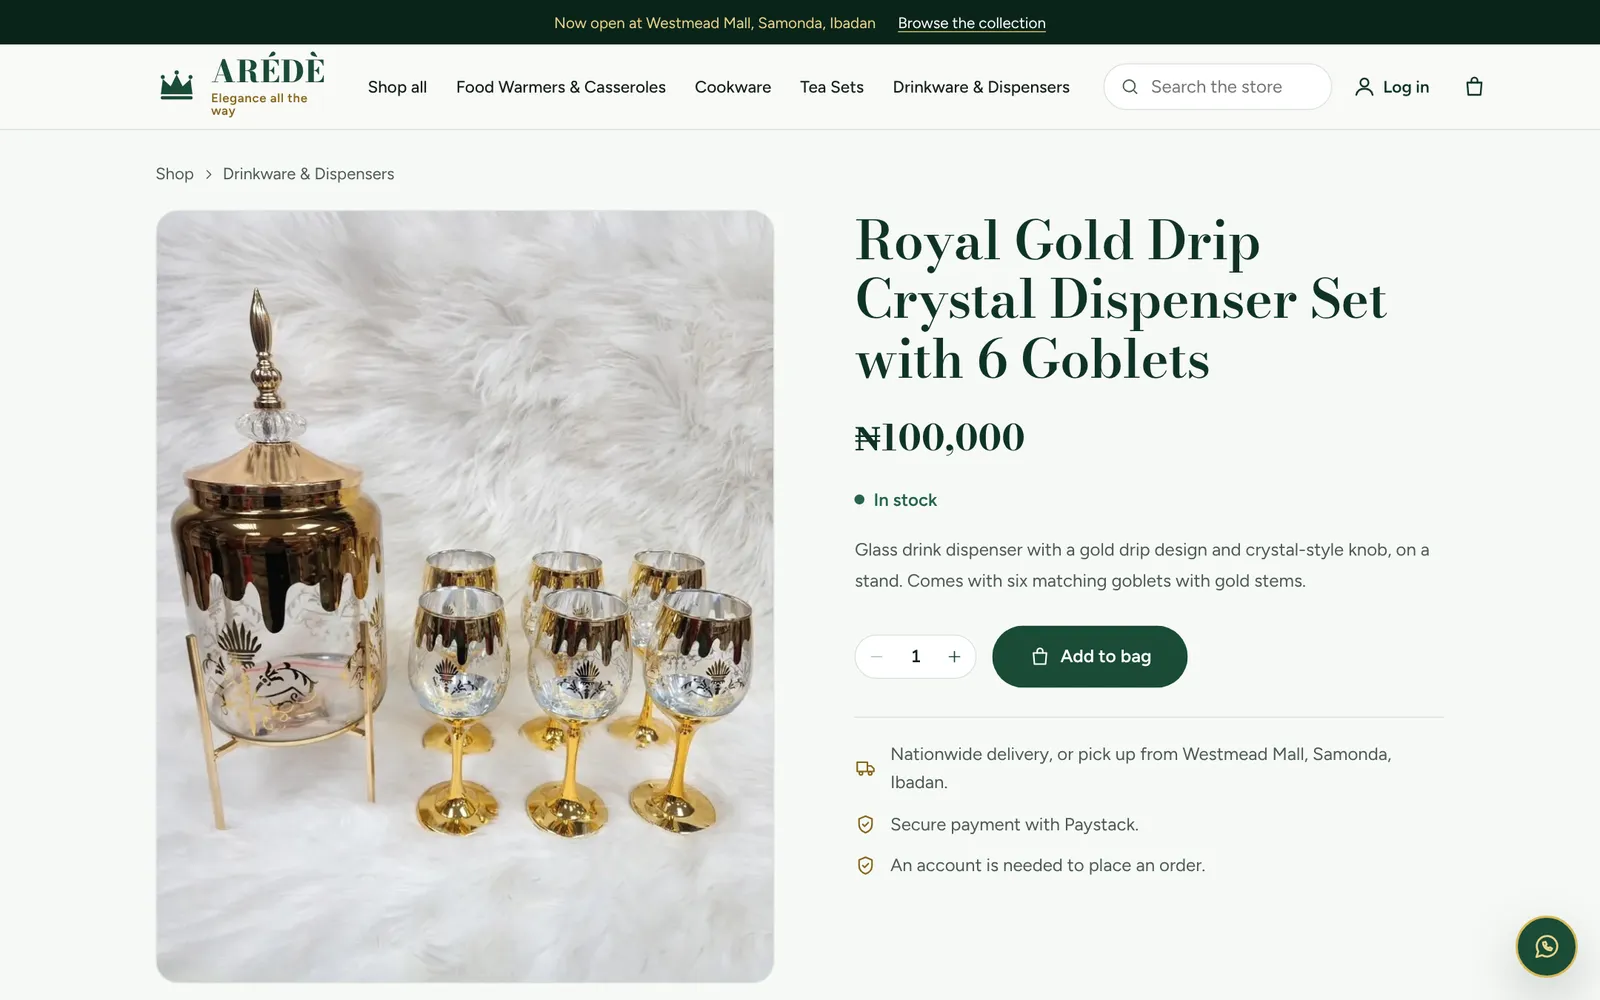 Now open at Westmead Mall, Samonda, Ibadan Browse the collection
ARÉDÈ
Elegance all the
way
Shop all Food Warmers & Casseroles Cookware Tea Sets Drinkware & Dispensers Search the store Log in
Shop > Drinkware & Dispensers
Royal Gold Drip
Crystal Dispenser Set
with 6 Goblets
₦100,000
In stock
Glass drink dispenser with a gold drip design and crystal-style knob, on a
stand. Comes with six matching goblets with gold stems.
− 1 + Add to bag
Nationwide delivery, or pick up from Westmead Mall, Samonda,
Ibadan.
Secure payment with Paystack.
An account is needed to place an order.